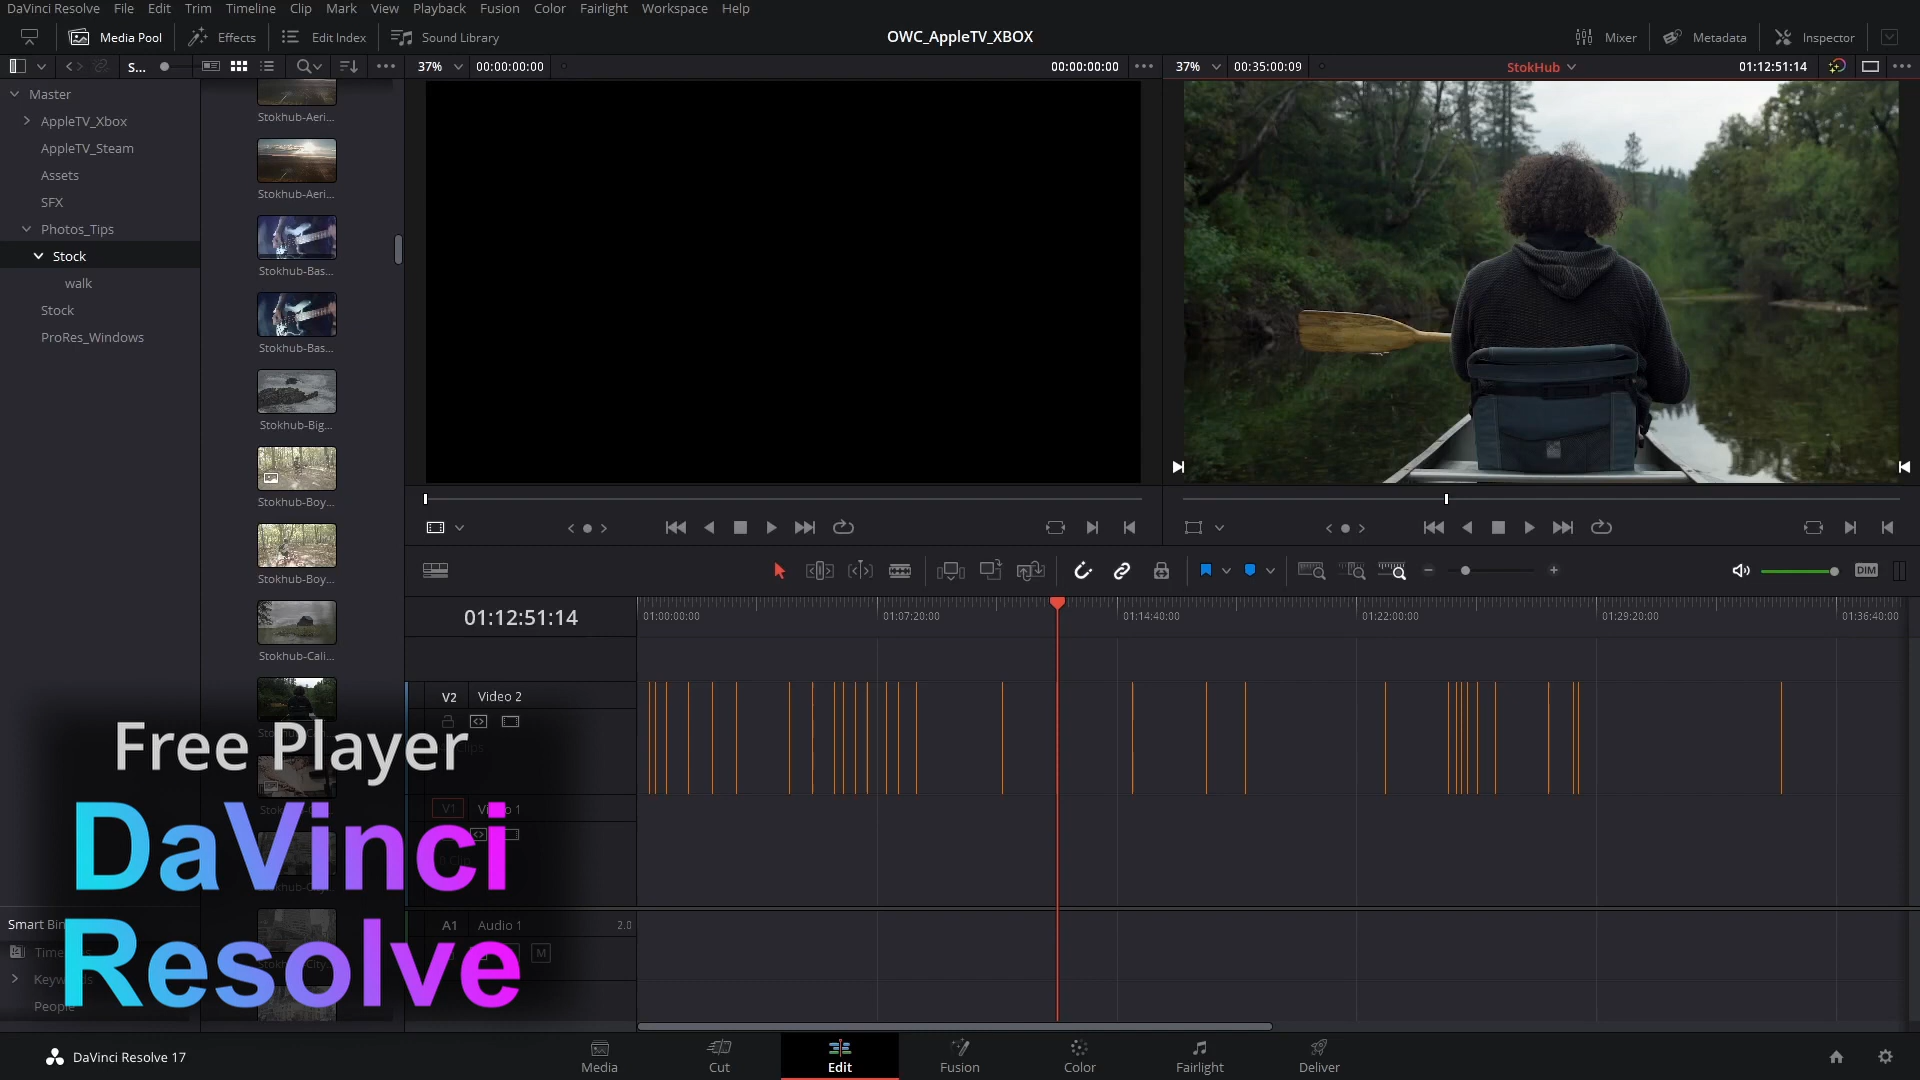 DaVinci Resolve File Edit Trim Timeline Clip Mark View Playback Fusion Color Fairlight Workspace Help
Media Pool Effects Edit Index Sound Library OWC_AppleTV_XBOX Mixer Metadata Inspector
S... 37% 00:00:00:00 00:00:00:00 37% 00:35:00:09 StokHub 01:12:51:14
Master
AppleTV_Xbox
AppleTV_Steam
Assets
SFX
Photos_Tips
Stock
walk
Stock
ProRes_Windows
Stokhub-Aeri...
Stokhub-Aeri...
Stokhub-Bas...
Stokhub-Bas...
Stokhub-Big...
Stokhub-Boy...
Stokhub-Boy...
Stokhub-Cali...
DIM
01:12:51:14
01:00:00:00 01:07:20:00 01:14:40:00 01:22:00:00 01:29:20:00 01:36:40:00
V2 Video 2
V1
A1 Audio 1 2.0
M
Free Player
DaVinci
Resolve
Smart Bin
People
DaVinci Resolve 17
Media Cut Edit Fusion Color Fairlight Deliver